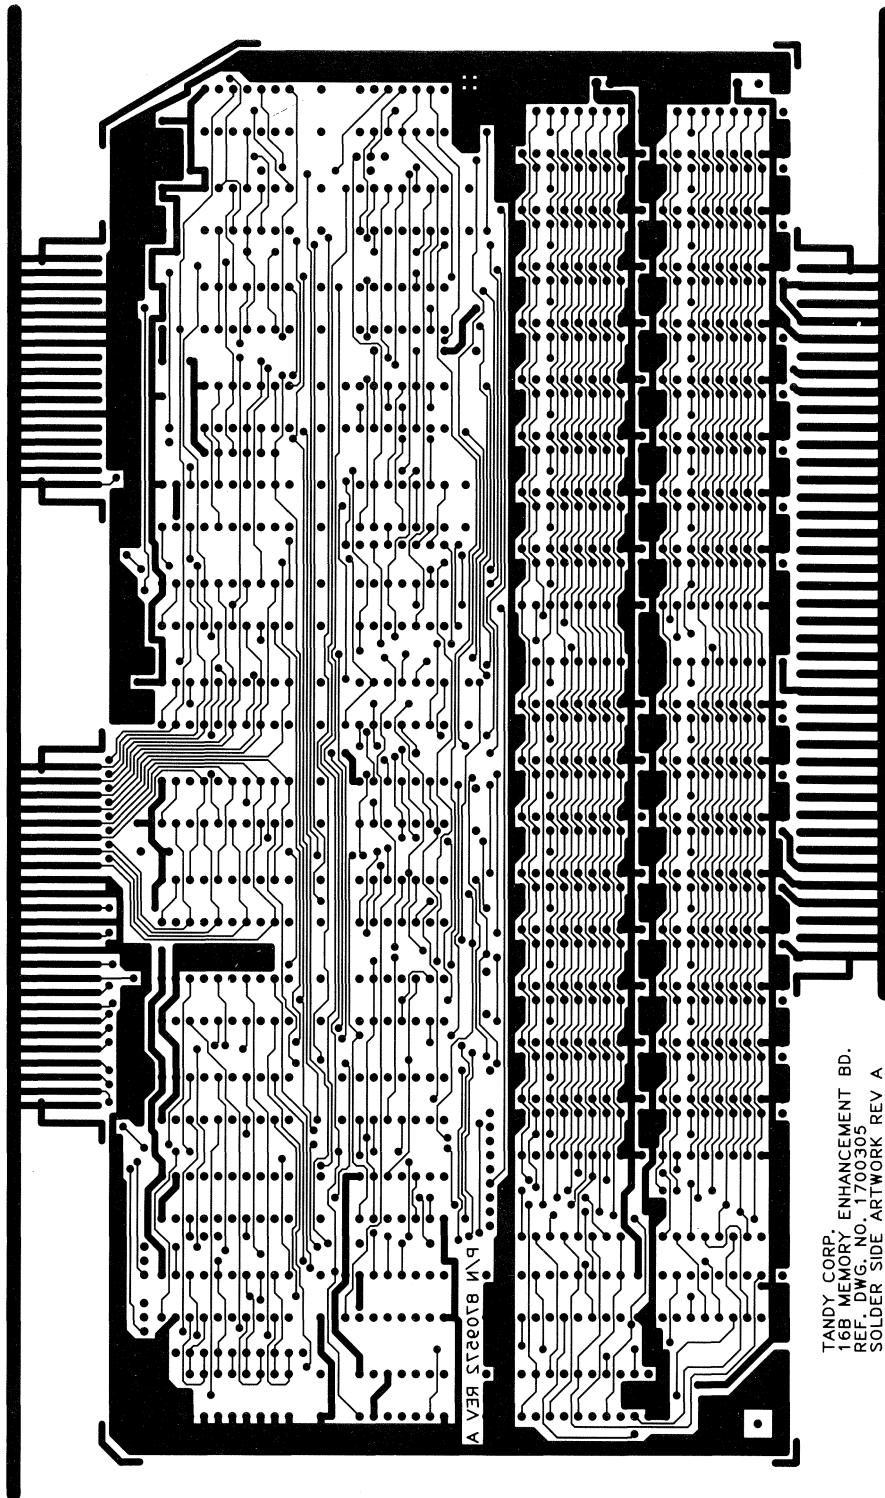 P/N 8709572 REV A
TANDY CORP.
16B MEMORY ENHANCEMENT BD.
REF. DWG. NO. 1700305
SOLDER SIDE ARTWORK REV A